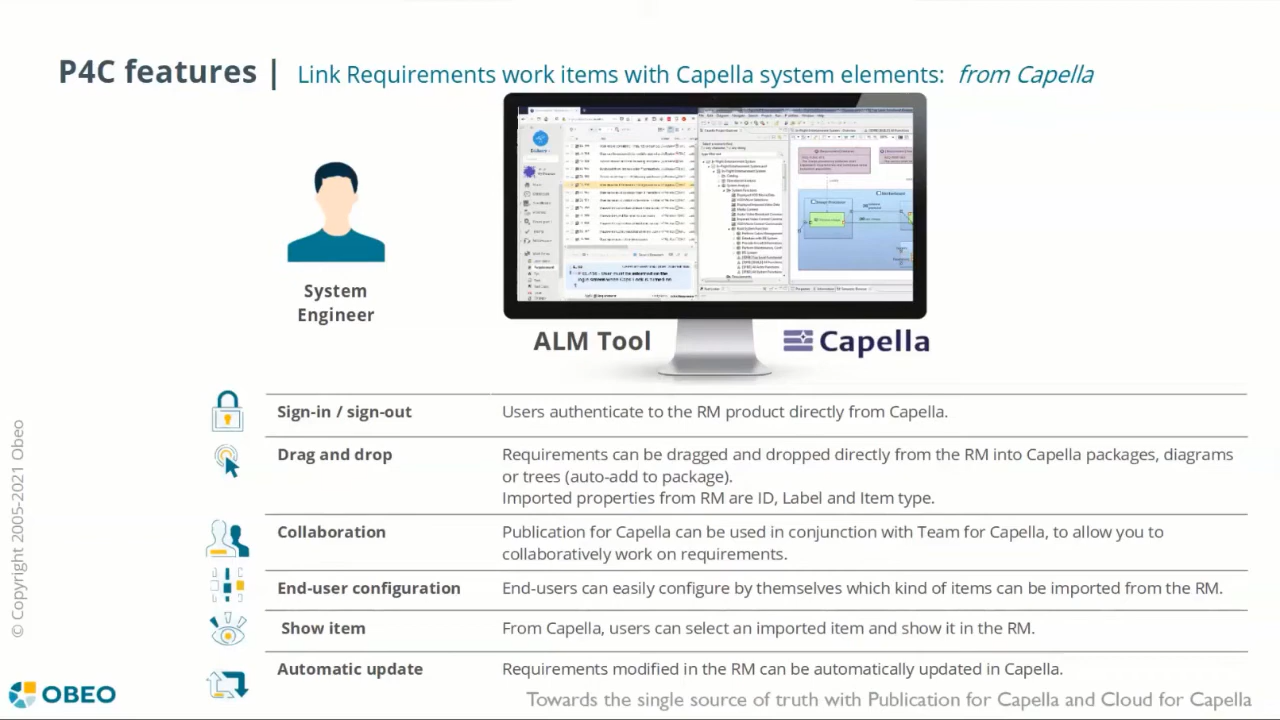 P4C features | Link Requirements work items with Capella system elements: from Capella
System
Engineer
ALM Tool
Capella
Sign-in / sign-out
Users authenticate to the RM product directly from Capella.
Drag and drop
Requirements can be dragged and dropped directly from the RM into Capella packages, diagrams
or trees (auto-add to package).
Imported properties from RM are ID, Label and Item type.
Collaboration
Publication for Capella can be used in conjunction with Team for Capella, to allow you to
collaboratively work on requirements.
End-user configuration
End-users can easily configure by themselves which kind of items can be imported from the RM.
Show item
From Capella, users can select an imported item and show it in the RM.
Automatic update
Requirements modified in the RM can be automatically updated in Capella.
© Copyright 2005-2021 Obeo
OBEO
Towards the single source of truth with Publication for Capella and Cloud for Capella